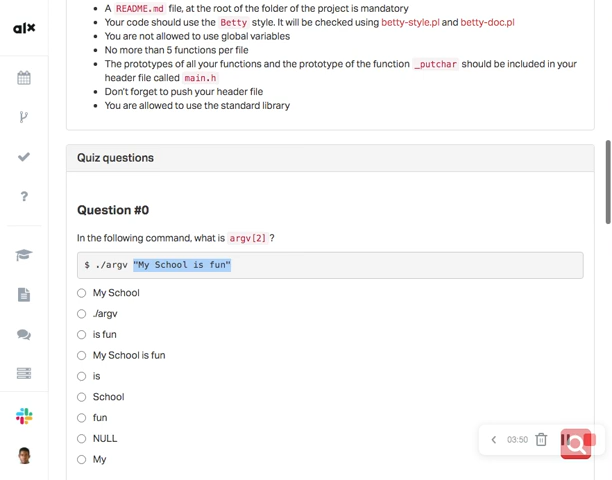 alx
A README.md file, at the root of the folder of the project is mandatory
Your code should use the Betty style. It will be checked using betty-style.pl and betty-doc.pl
You are not allowed to use global variables
No more than 5 functions per file
The prototypes of all your functions and the prototype of the function _putchar should be included in your
header file called main.h
Don't forget to push your header file
You are allowed to use the standard library
Quiz questions
Question #0
In the following command, what is argv[2] ?
$ ./argv "My School is fun"
My School
./argv
is fun
My School is fun
is
School
fun
NULL
My
03:50